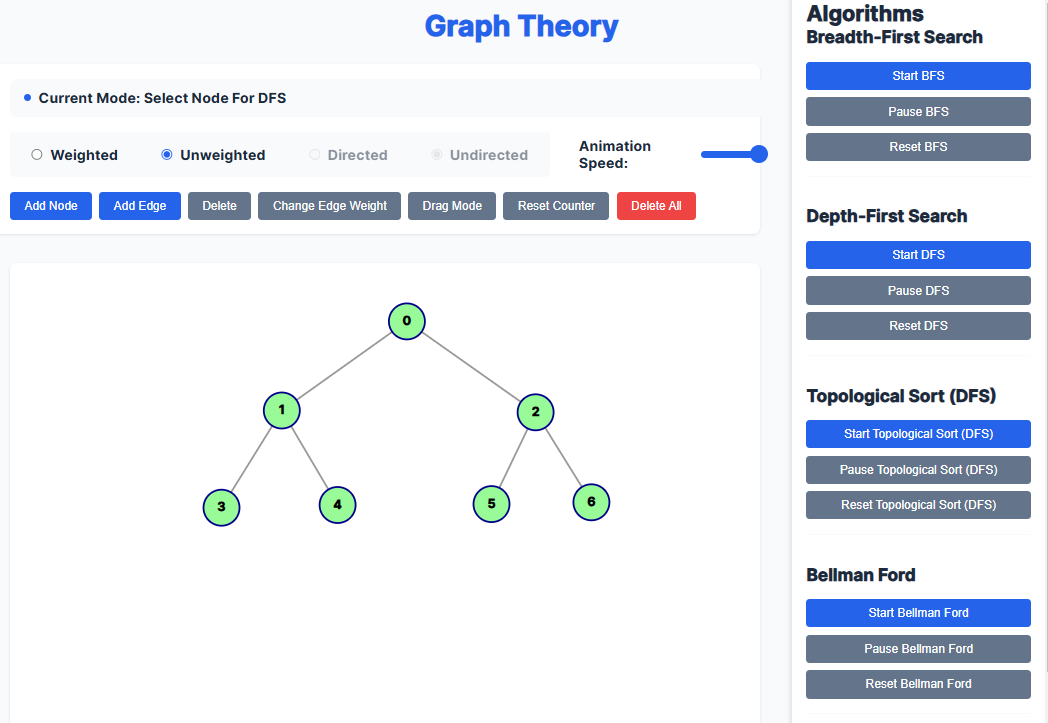 Graph Theory
Current Mode: Select Node For DFS
Weighted
Unweighted
Directed
Undirected
Animation
Speed:
Add Node
Add Edge
Delete
Change Edge Weight
Drag Mode
Reset Counter
Delete All
0
1
2
3
4
5
6
Algorithms
Breadth-First Search
Start BFS
Pause BFS
Reset BFS
Depth-First Search
Start DFS
Pause DFS
Reset DFS
Topological Sort (DFS)
Start Topological Sort (DFS)
Pause Topological Sort (DFS)
Reset Topological Sort (DFS)
Bellman Ford
Start Bellman Ford
Pause Bellman Ford
Reset Bellman Ford